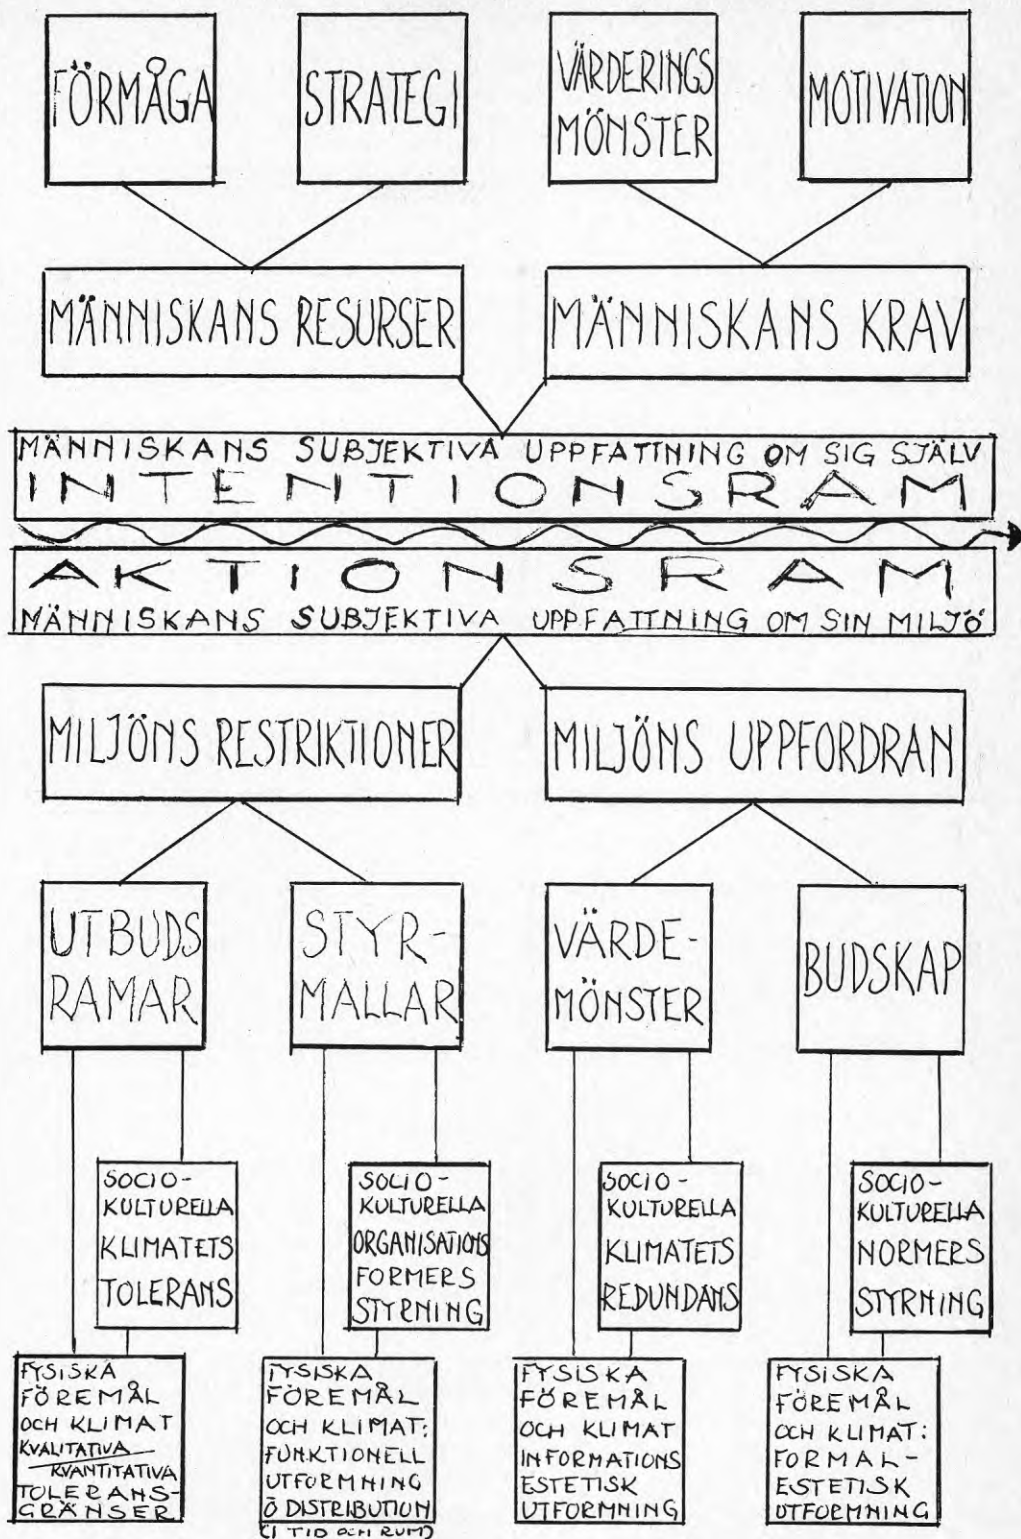 FÖRMÅGA
STRATEGI
VÄRDERINGS
MÖNSTER
MOTIVATION
MÄNNISKANS RESURSER
MÄNNISKANS KRAV
MÄNNISKANS SUBJEKTIVA UPPFATTNING OM SIG SJÄLV
INTENTIONSRAM
AKTIONSRAM
MÄNNISKANS SUBJEKTIVA UPPFATTNING OM SIN MILJÖ
MILJÖNS RESTRIKTIONER
MILJÖNS UPPFORDRAN
UTBUDS
RAMAR
STYR-
MALLAR
VÄRDE-
MÖNSTER
BUDSKAP
SOCIO-
KULTURELLA
KLIMATETS
TOLERANS
SOCIO-
KULTURELLA
ORGANISATIONS
FORMERS
STYRNING
SOCIO-
KULTURELLA
KLIMATETS
REDUNDANS
SOCIO-
KULTURELLA
NORMERS
STYRNING
FYSISKA
FÖREMÅL
OCH KLIMAT
KVALITATIVA
KVANTITATIVA
TOLERANS-
GRÄNSER
FYSISKA
FÖREMÅL
OCH KLIMAT:
FUNKTIONELL
UTFORMNING
Ö DISTRIBUTION
(I TID OCH RUM)
FYSISKA
FÖREMÅL
OCH KLIMAT
INFORMATIONS
ESTETISK
UTFORMNING
FYSISKA
FÖREMÅL
OCH KLIMAT:
FORMAL-
ESTETISK
UTFORMNING